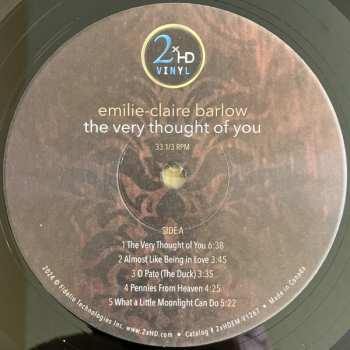 2xHD
VINYL
emilie-claire barlow
the very thought of you
33.1/3 RPM
SIDE A
1 The Very Thought of You 6:38
2 Almost Like Being in Love 3:45
3 O Pato (The Duck) 3:35
4 Pennies From Heaven 4:25
5 What a Little Moonlight Can Do 5:22
2024 © Fidelio Technologies Inc. www.2xHD.com • Catalog # 2xHDEM-V1267 • Made in Canada